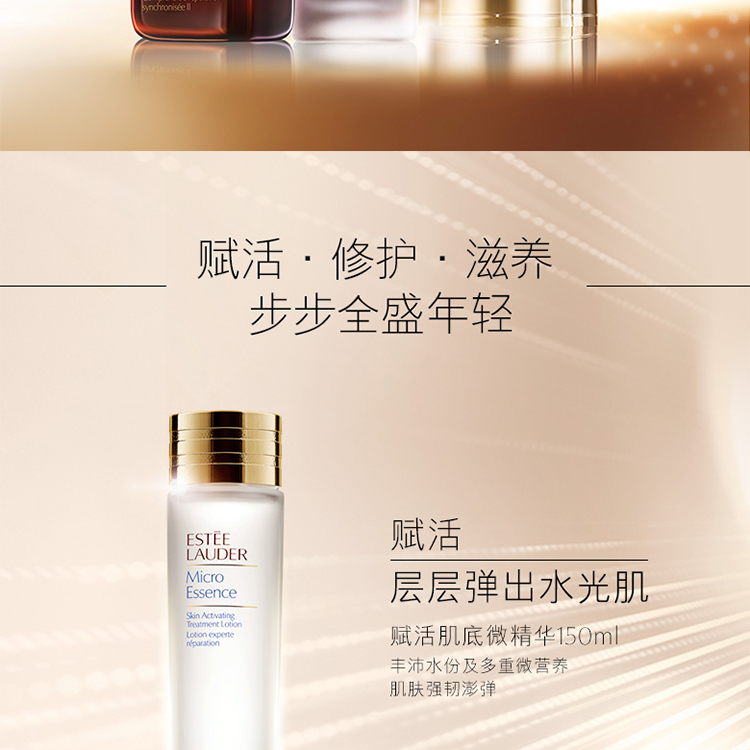 synchronisée II
赋活·修护·滋养
步步全盛年轻
ESTĒE
LAUDER
Micro
Essence
Skin Activating
Treatment Lotion
Lotion experte
réparation
赋活
层层弹出水光肌
赋活肌底微精华150ml
丰沛水份及多重微营养
肌肤强韧澎弹